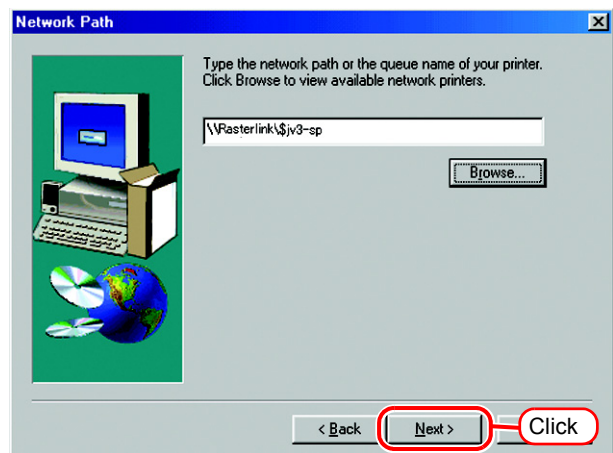 Network Path
Type the network path or the queue name of your printer.
Click Browse to view available network printers.
\\Rasterlink\$jv3-sp
Browse...
< Back
Next >
Click